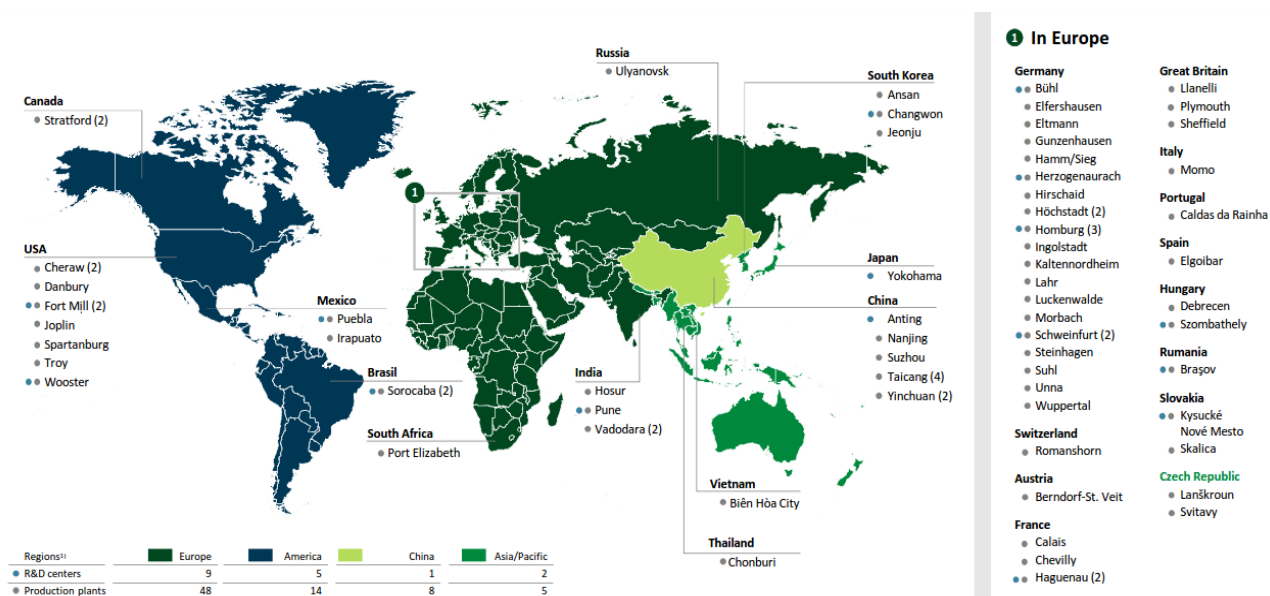 Canada
Stratford (2)
USA
Cheraw (2)
Danbury
Fort Mill (2)
Joplin
Spartanburg
Troy
Wooster
Mexico
Puebla
Irapuato
Brasil
Sorocaba (2)
South Africa
Port Elizabeth
1
Russia
Ulyanovsk
South Korea
Ansan
Changwon
Jeonju
Japan
Yokohama
China
Anting
Nanjing
Suzhou
Taicang (4)
Yinchuan (2)
India
Hosur
Pune
Vadodara (2)
Vietnam
Biên Hòa City
Thailand
Chonburi
Regions¹⁾ Europe America China Asia/Pacific
R&D centers 9 5 1 2
Production plants 48 14 8 5
1 In Europe
Germany
Bühl
Elfershausen
Eltmann
Gunzenhausen
Hamm/Sieg
Herzogenaurach
Hirschaid
Höchstadt (2)
Homburg (3)
Ingolstadt
Kaltennordheim
Lahr
Luckenwalde
Morbach
Schweinfurt (2)
Steinhagen
Suhl
Unna
Wuppertal
Switzerland
Romanshorn
Austria
Berndorf-St. Veit
France
Calais
Chevilly
Haguenau (2)
Great Britain
Llanelli
Plymouth
Sheffield
Italy
Momo
Portugal
Caldas da Rainha
Spain
Elgoibar
Hungary
Debrecen
Szombathely
Rumania
Braşov
Slovakia
Kysucké
Nové Mesto
Skalica
Czech Republic
Lanškroun
Svitavy